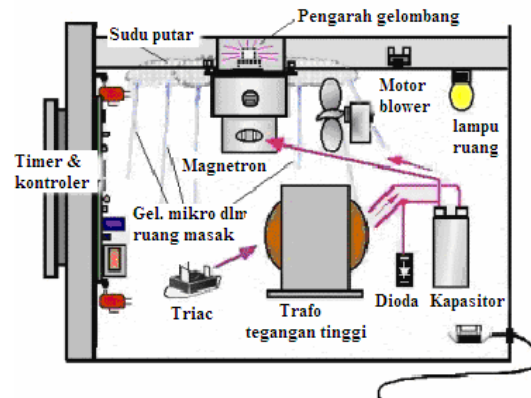 Pengarah gelombang
Sudu putar
Motor
blower
lampu
ruang
Timer &
kontroler
Magnetron
Gel. mikro dlm
ruang masak
Triac
Trafo
tegangan tinggi
Dioda
Kapasitor